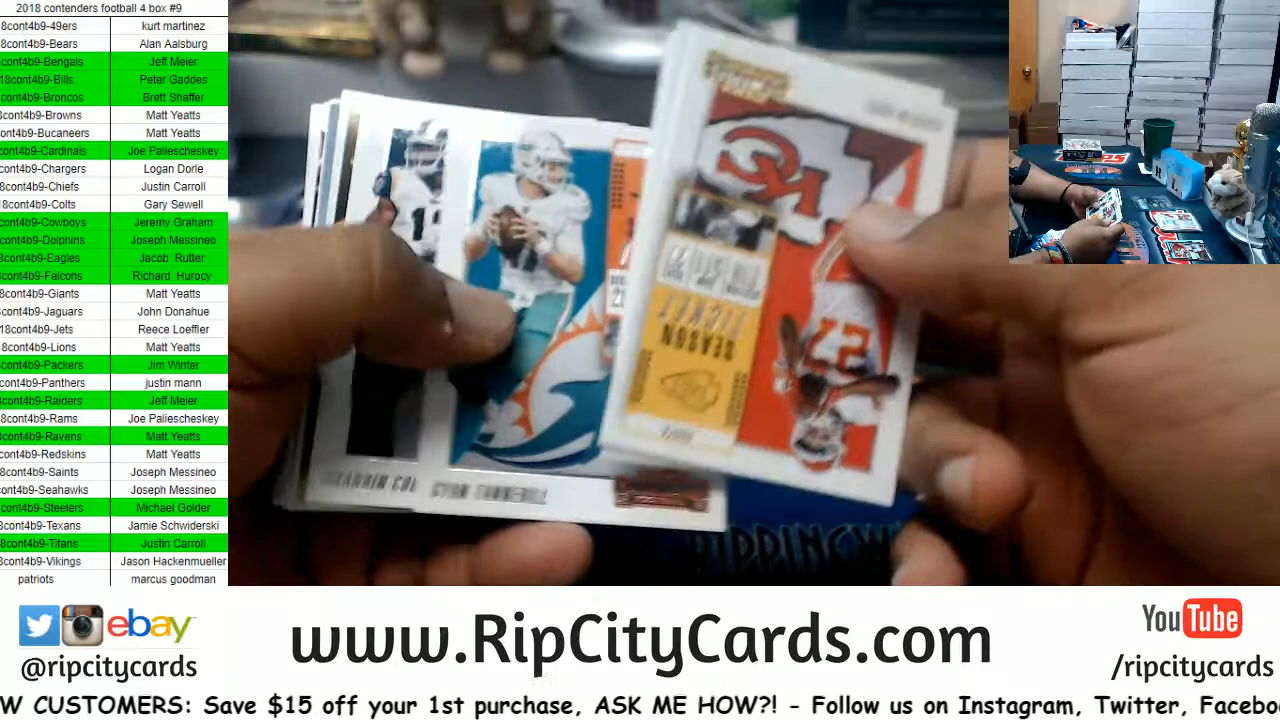 2018 contenders football 4 box #9
8cont4b9-49ers kurt martinez
8cont4b9-Bears Alan Aalsburg
8cont4b9-Bengals Jeff Meier
18cont4b9-Bills Peter Gaddes
cont4b9-Broncos Brett Shaffer
cont4b9-Browns Matt Yeatts
ont4b9-Bucaneers Matt Yeatts
cont4b9-Cardinals Joe Paliescheskey
cont4b9-Chargers Logan Dorle
8cont4b9-Chiefs Justin Carroll
8cont4b9-Colts Gary Sewell
cont4b9-Cowboys Jeremy Graham
cont4b9-Dolphins Joseph Messineo
8cont4b9-Eagles Jacob Rutter
cont4b9-Falcons Richard Hurocy
8cont4b9-Giants Matt Yeatts
cont4b9-Jaguars John Donahue
18cont4b9-Jets Reece Loeffler
8cont4b9-Lions Matt Yeatts
cont4b9-Packers Jim Winter
cont4b9-Panthers justin mann
8cont4b9-Raiders Jeff Meier
8cont4b9-Rams Joe Paliescheskey
cont4b9-Ravens Matt Yeatts
cont4b9-Redskins Matt Yeatts
8cont4b9-Saints Joseph Messineo
cont4b9-Seahawks Joseph Messineo
8cont4b9-Steelers Michael Golder
cont4b9-Texans Jamie Schwiderski
8cont4b9-Titans Justin Carroll
cont4b9-Vikings Jason Hackenmueller
patriots marcus goodman
KC
27
SEASON
TICKET
RYAN TANNEHILL
ebay
@ripcitycards
www.RipCityCards.com
YouTube
/ripcitycards
W CUSTOMERS: Save $15 off your 1st purchase, ASK ME HOW?! - Follow us on Instagram, Twitter, Facebo